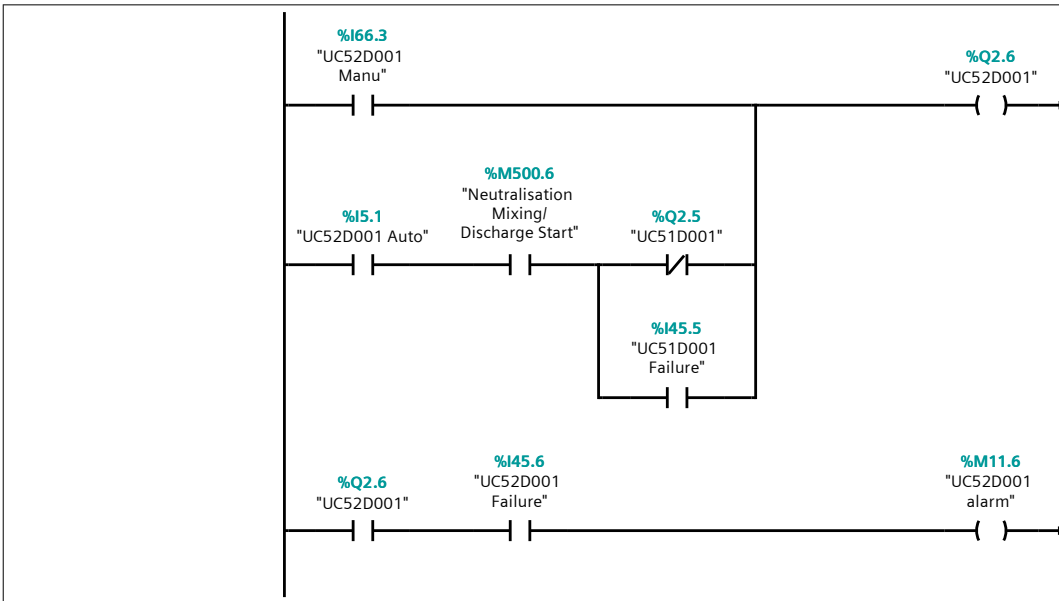 %I66.3
"UC52D001
Manu"
%Q2.6
"UC52D001"
%I5.1
"UC52D001 Auto"
%M500.6
"Neutralisation
Mixing/
Discharge Start"
%Q2.5
"UC51D001"
%I45.5
"UC51D001
Failure"
%Q2.6
"UC52D001"
%I45.6
"UC52D001
Failure"
%M11.6
"UC52D001
alarm"